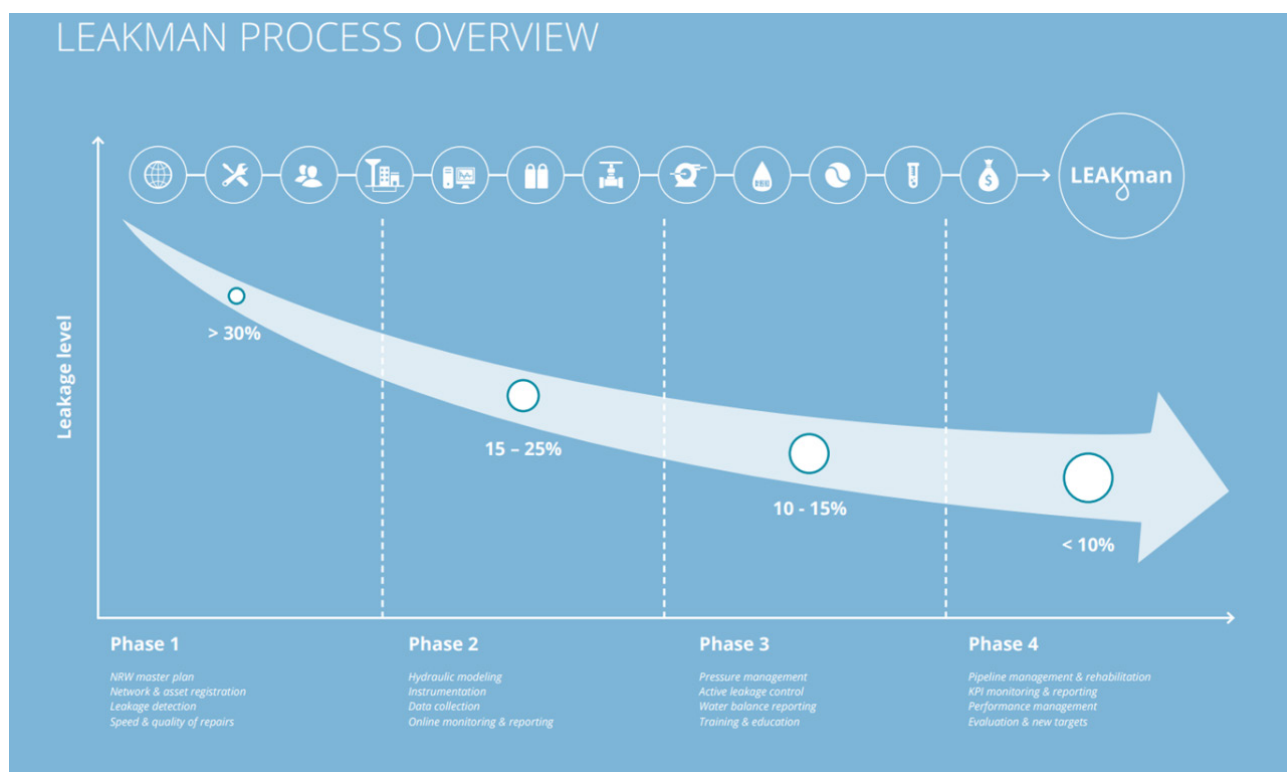 LEAKMAN PROCESS OVERVIEW
$
LEAKman
Leakage level
> 30%
15 – 25%
10 - 15%
< 10%
Phase 1
NRW master plan
Network & asset registration
Leakage detection
Speed & quality of repairs
Phase 2
Hydraulic modeling
Instrumentation
Data collection
Online monitoring & reporting
Phase 3
Pressure management
Active leakage control
Water balance reporting
Training & education
Phase 4
Pipeline management & rehabilitation
KPI monitoring & reporting
Performance management
Evaluation & new targets